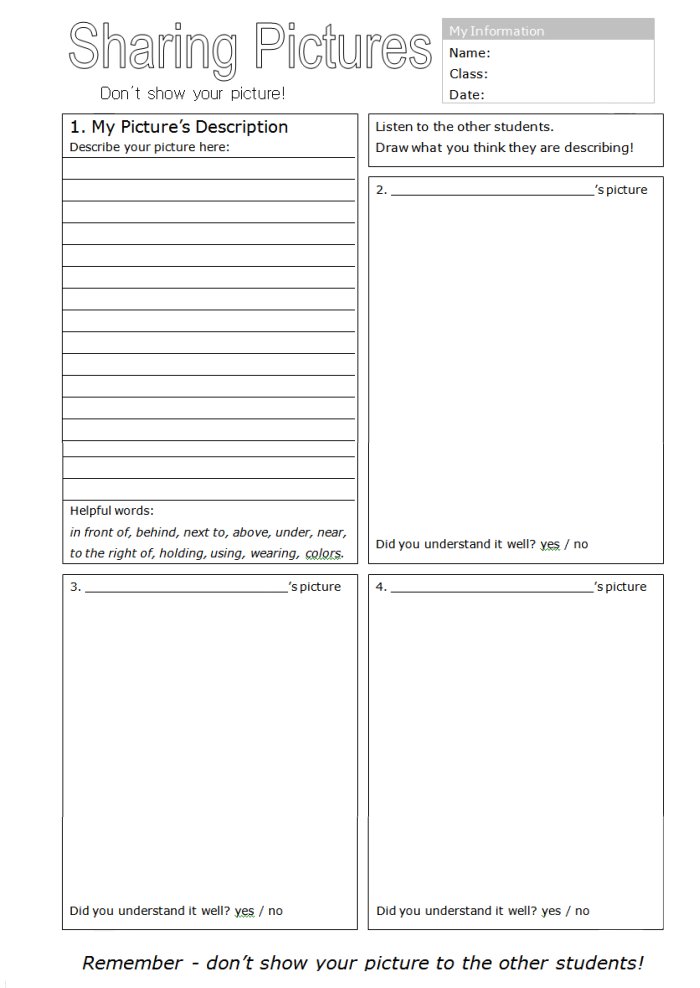 Sharing Pictures
Don't show your picture!
My Information
Name:
Class:
Date:
1. My Picture's Description
Describe your picture here:
Helpful words:
in front of, behind, next to, above, under, near,
to the right of, holding, using, wearing, colors.
Listen to the other students.
Draw what you think they are describing!
2. ______________________________'s picture
Did you understand it well? yes / no
3. ______________________________'s picture
Did you understand it well? yes / no
4. ______________________________'s picture
Did you understand it well? yes / no
Remember - don't show your picture to the other students!